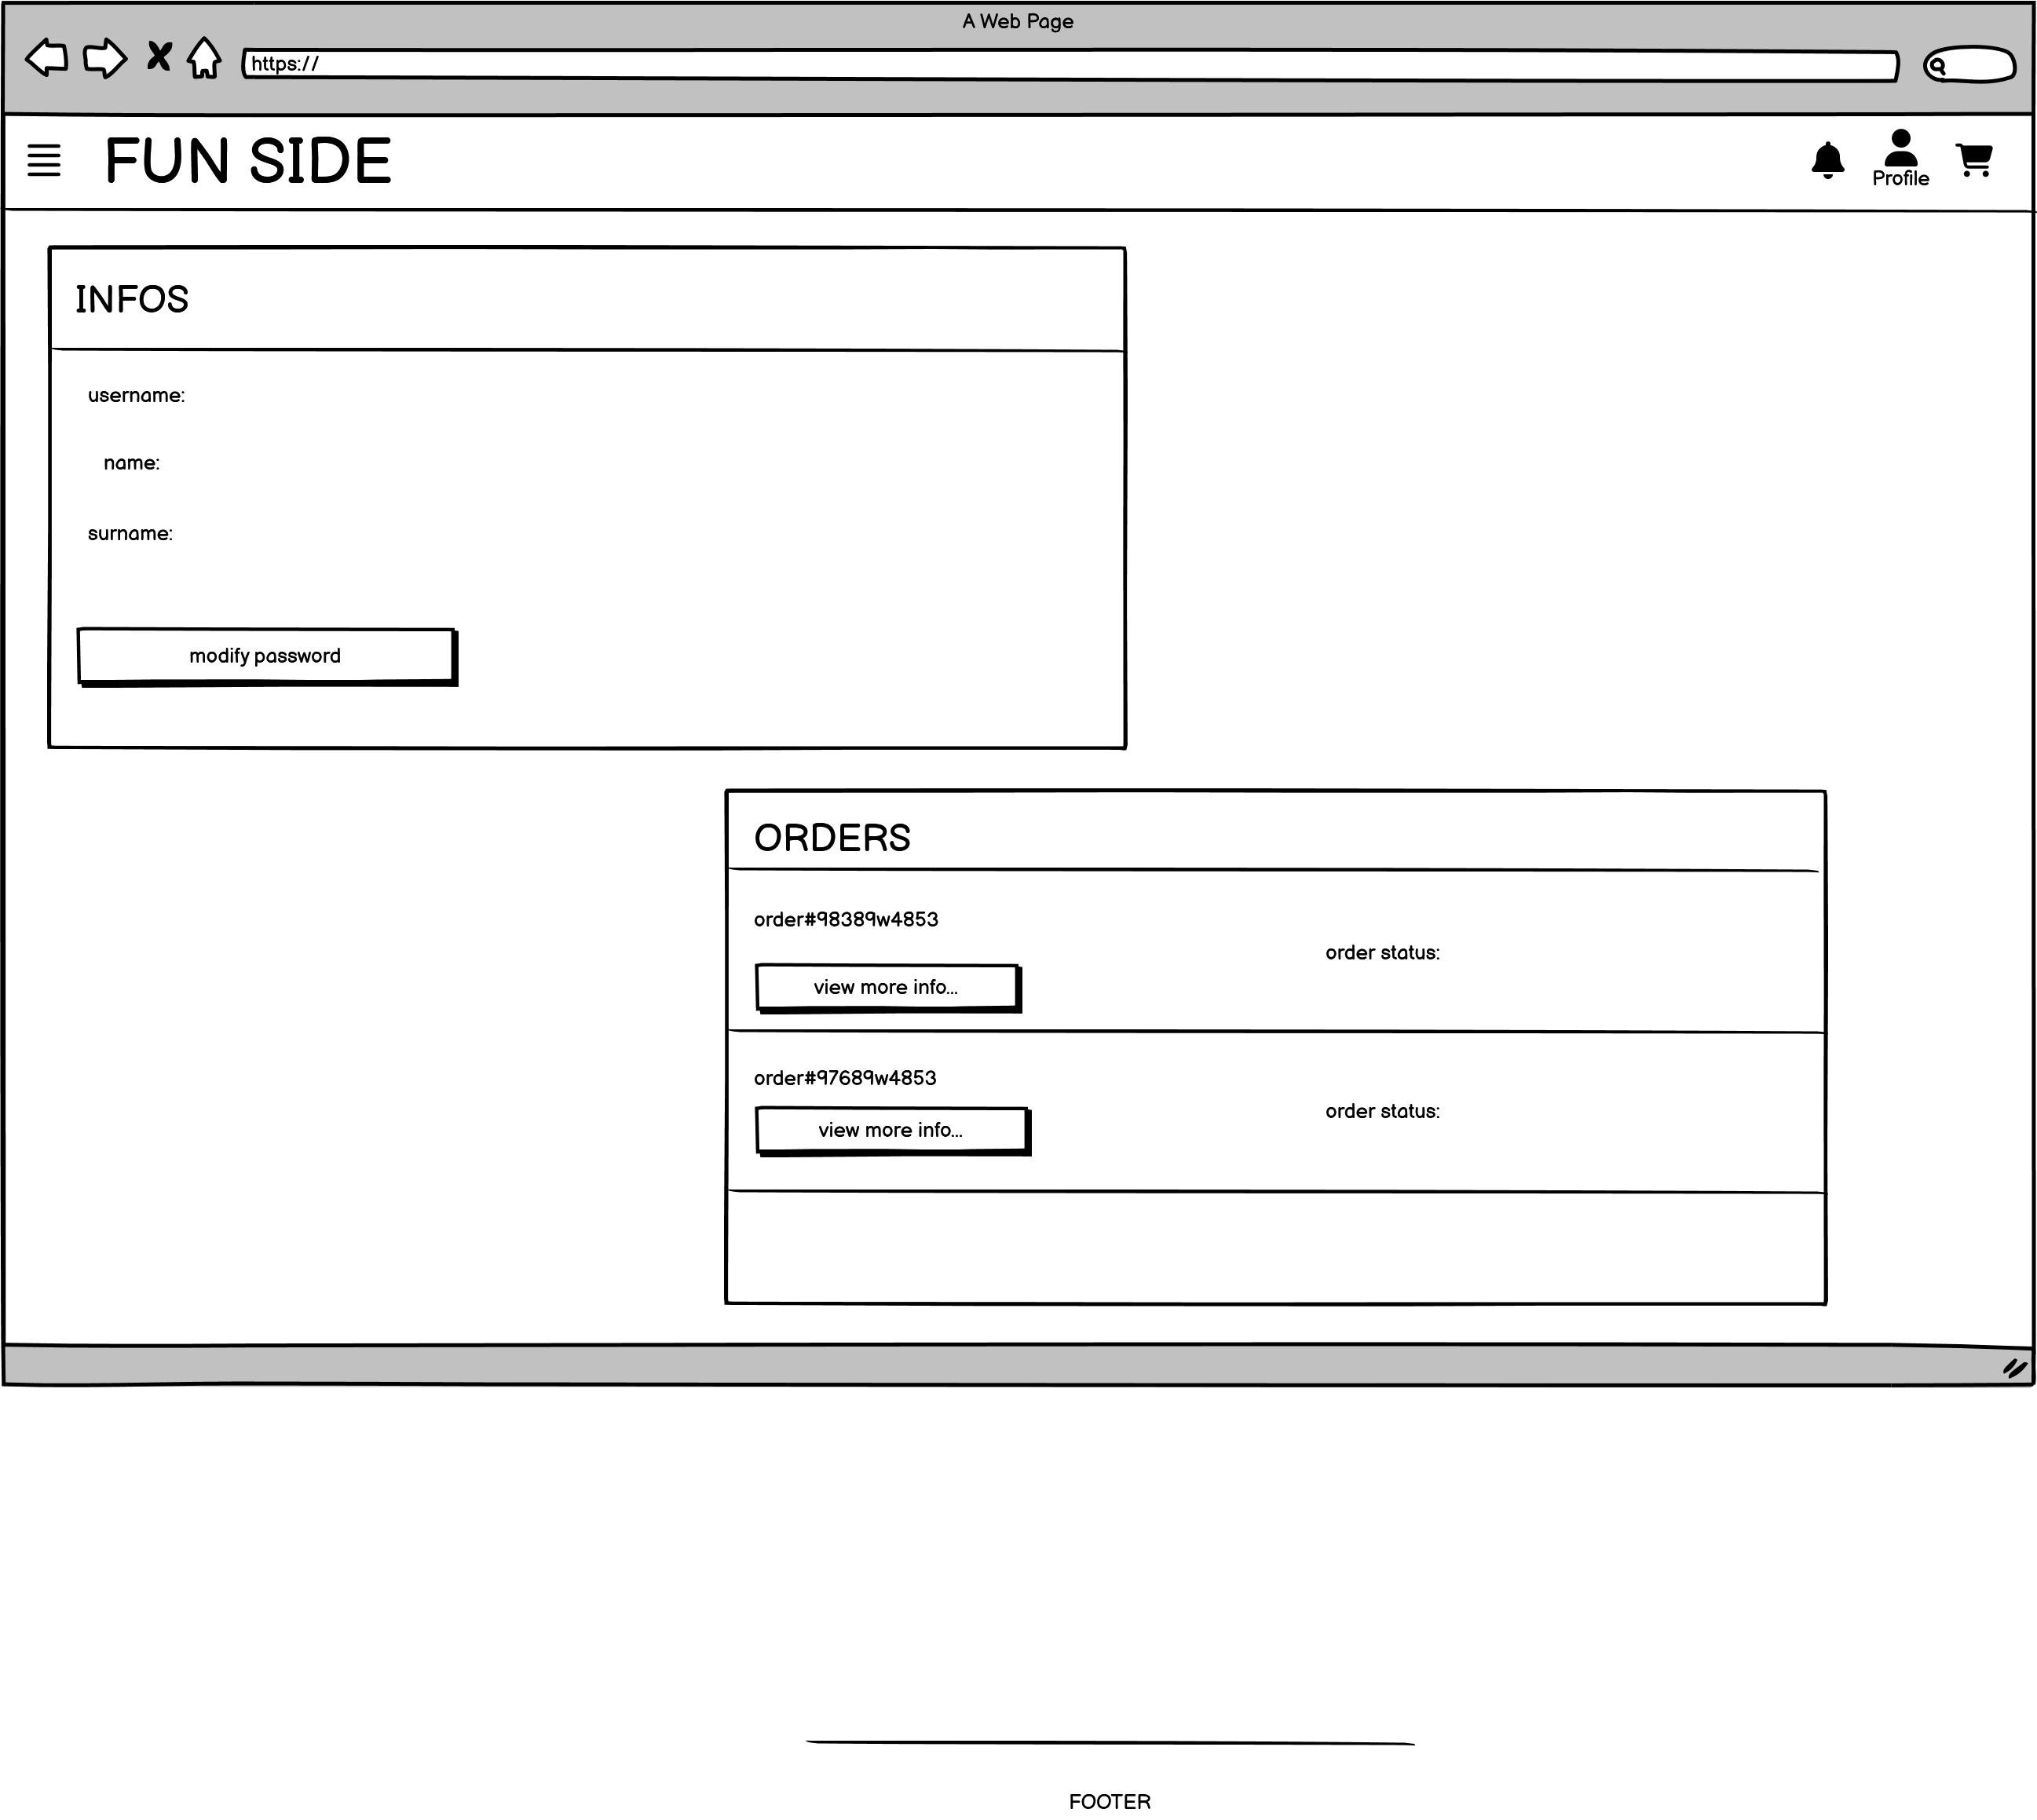 A Web Page
https://
FUN SIDE
Profile
INFOS
username:
name:
surname:
modify password
ORDERS
order#98389w4853
order status:
view more info...
order#97689w4853
order status:
view more info...
FOOTER